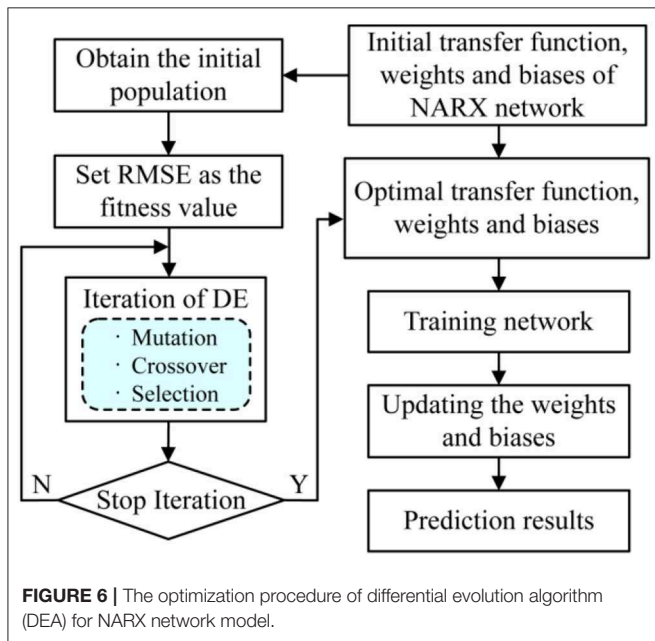 Obtain the initial
population
Set RMSE as the
fitness value
Iteration of DE
· Mutation
· Crossover
· Selection
N
Stop Iteration
Y
Initial transfer function,
weights and biases of
NARX network
Optimal transfer function,
weights and biases
Training network
Updating the weights
and biases
Prediction results
FIGURE 6 | The optimization procedure of differential evolution algorithm
(DEA) for NARX network model.